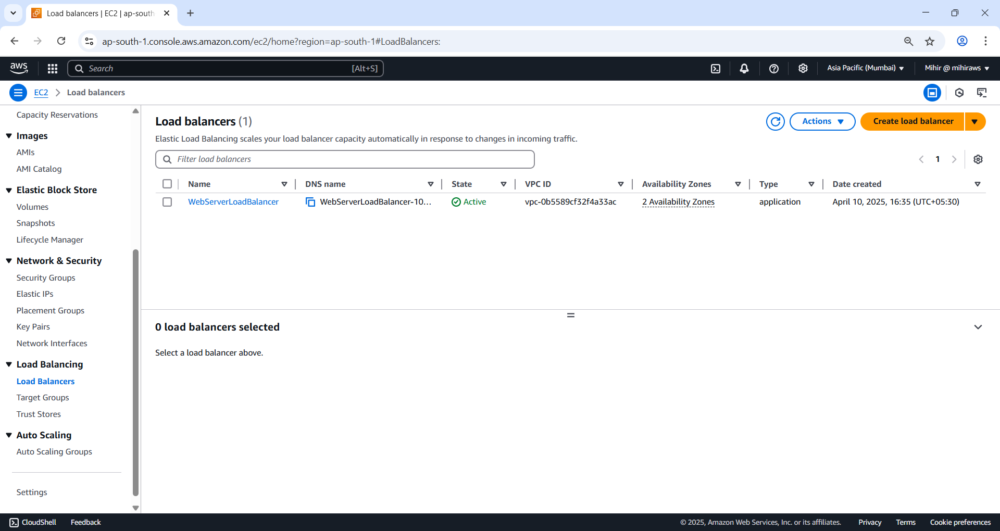 Load balancers | EC2 | ap-south
ap-south-1.console.aws.amazon.com/ec2/home?region=ap-south-1#LoadBalancers:
aws
Search
[Alt+S]
Asia Pacific (Mumbai)
Mihir @ mihiraws
EC2 > Load balancers
Capacity Reservations
Images
AMIs
AMI Catalog
Elastic Block Store
Volumes
Snapshots
Lifecycle Manager
Network & Security
Security Groups
Elastic IPs
Placement Groups
Key Pairs
Network Interfaces
Load Balancing
Load Balancers
Target Groups
Trust Stores
Auto Scaling
Auto Scaling Groups
Settings
Load balancers (1)
Actions
Create load balancer
Elastic Load Balancing scales your load balancer capacity automatically in response to changes in incoming traffic.
Filter load balancers
1
Name DNS name State VPC ID Availability Zones Type Date created
WebServerLoadBalancer WebServerLoadBalancer-10... Active vpc-0b5589cf32f4a33ac 2 Availability Zones application April 10, 2025, 16:35 (UTC+05:30)
0 load balancers selected
Select a load balancer above.
CloudShell Feedback © 2025, Amazon Web Services, Inc. or its affiliates. Privacy Terms Cookie preferences